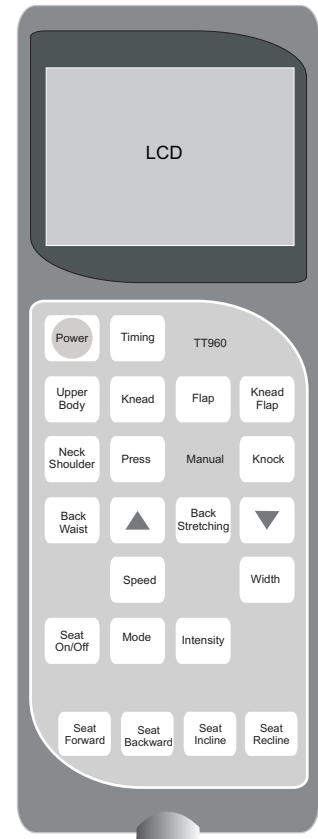 LCD
Power
Timing
TT960
Upper
Body
Knead
Flap
Knead
Flap
Neck
Shoulder
Press
Manual
Knock
Back
Waist
Back
Stretching
Speed
Width
Seat
On/Off
Mode
Intensity
Seat
Forward
Seat
Backward
Seat
Incline
Seat
Recline